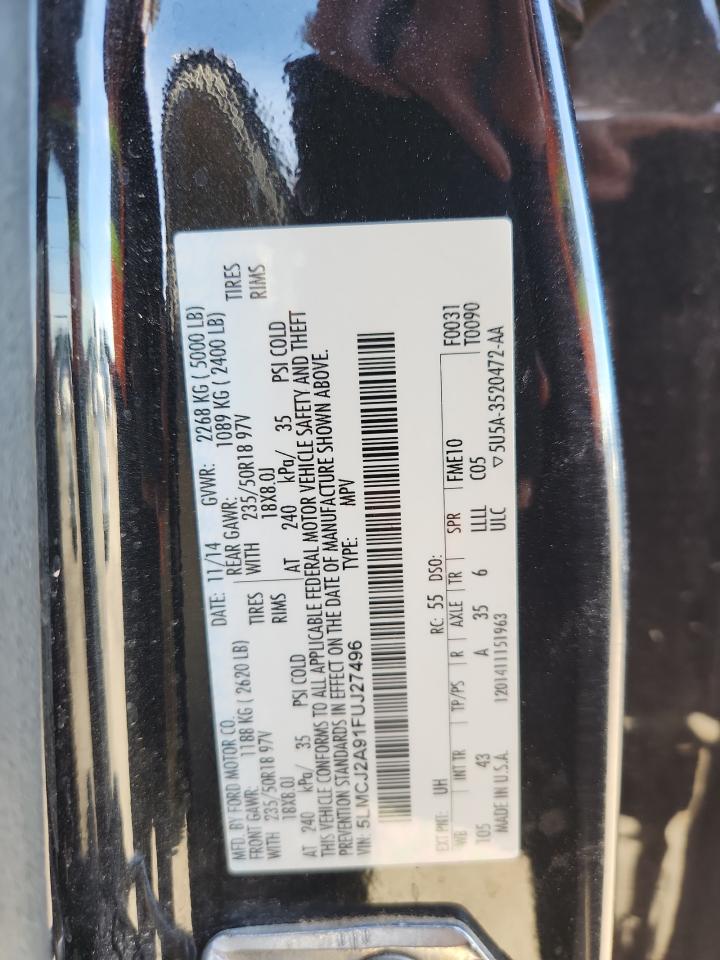 MFD. BY FORD MOTOR CO. DATE: 11/14 GVWR: 2268 KG ( 5000 LB)
FRONT GAWR: 1188 KG ( 2620 LB) REAR GAWR: 1089 KG ( 2400 LB)
WITH 235/50R18 97V TIRES WITH 235/50R18 97V TIRES
18X8.0J RIMS 18X8.0J RIMS
AT 240 kPa/ 35 PSI COLD AT 240 kPa/ 35 PSI COLD
THIS VEHICLE CONFORMS TO ALL APPLICABLE FEDERAL MOTOR VEHICLE SAFETY AND THEFT
PREVENTION STANDARDS IN EFFECT ON THE DATE OF MANUFACTURE SHOWN ABOVE.
VIN: 5LMCJ2A91FUJ27496 TYPE: MPV
EXT PNT: UH RC: 55 DSO: FME10 F0031
WB INT TR TP/PS R AXLE TR SPR C05 T0090
105 43 A 35 6 LLLL
ULC
MADE IN U.S.A. 1201411151963 ▽5U5A-3520472-AA